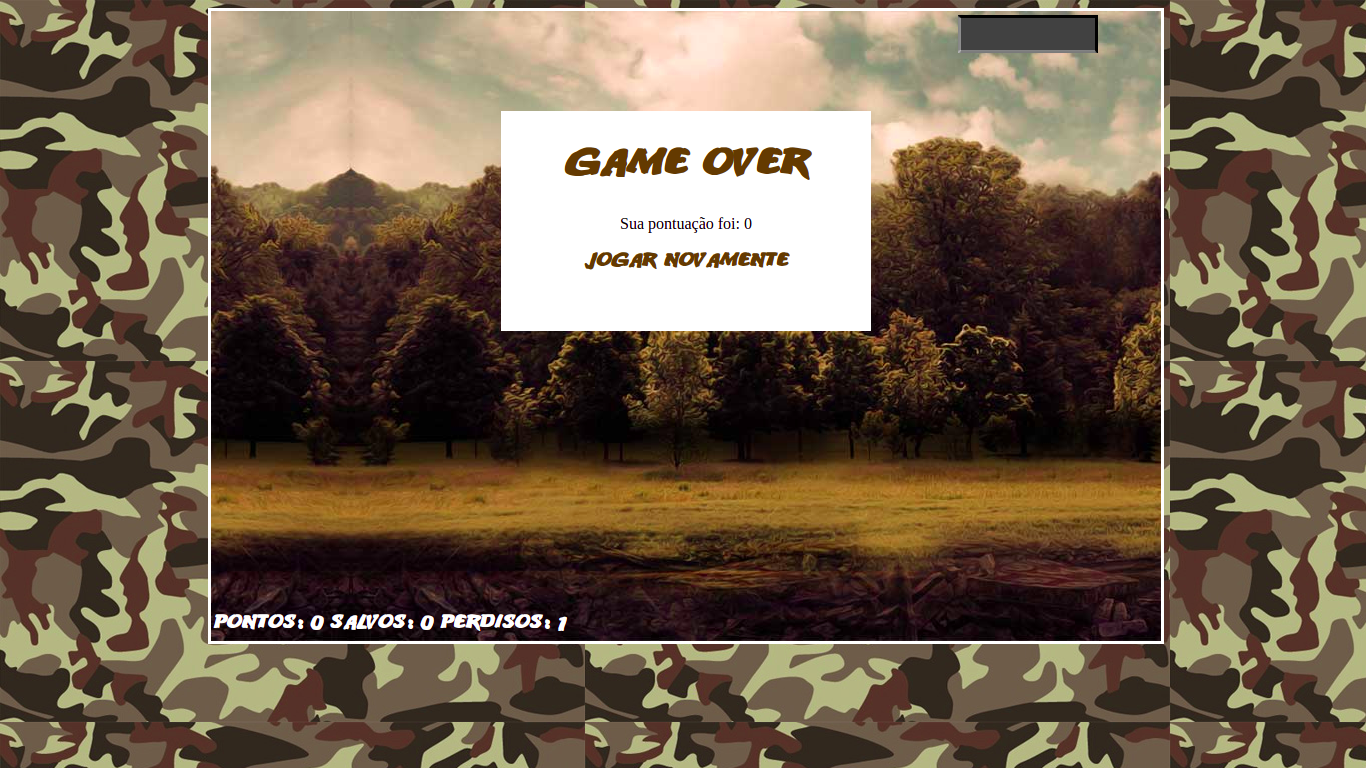 GAME OVER
Sua pontuação foi: 0
JOGAR NOVAMENTE
PONTOS: 0 SALVOS: 0 PERDISOS: 1